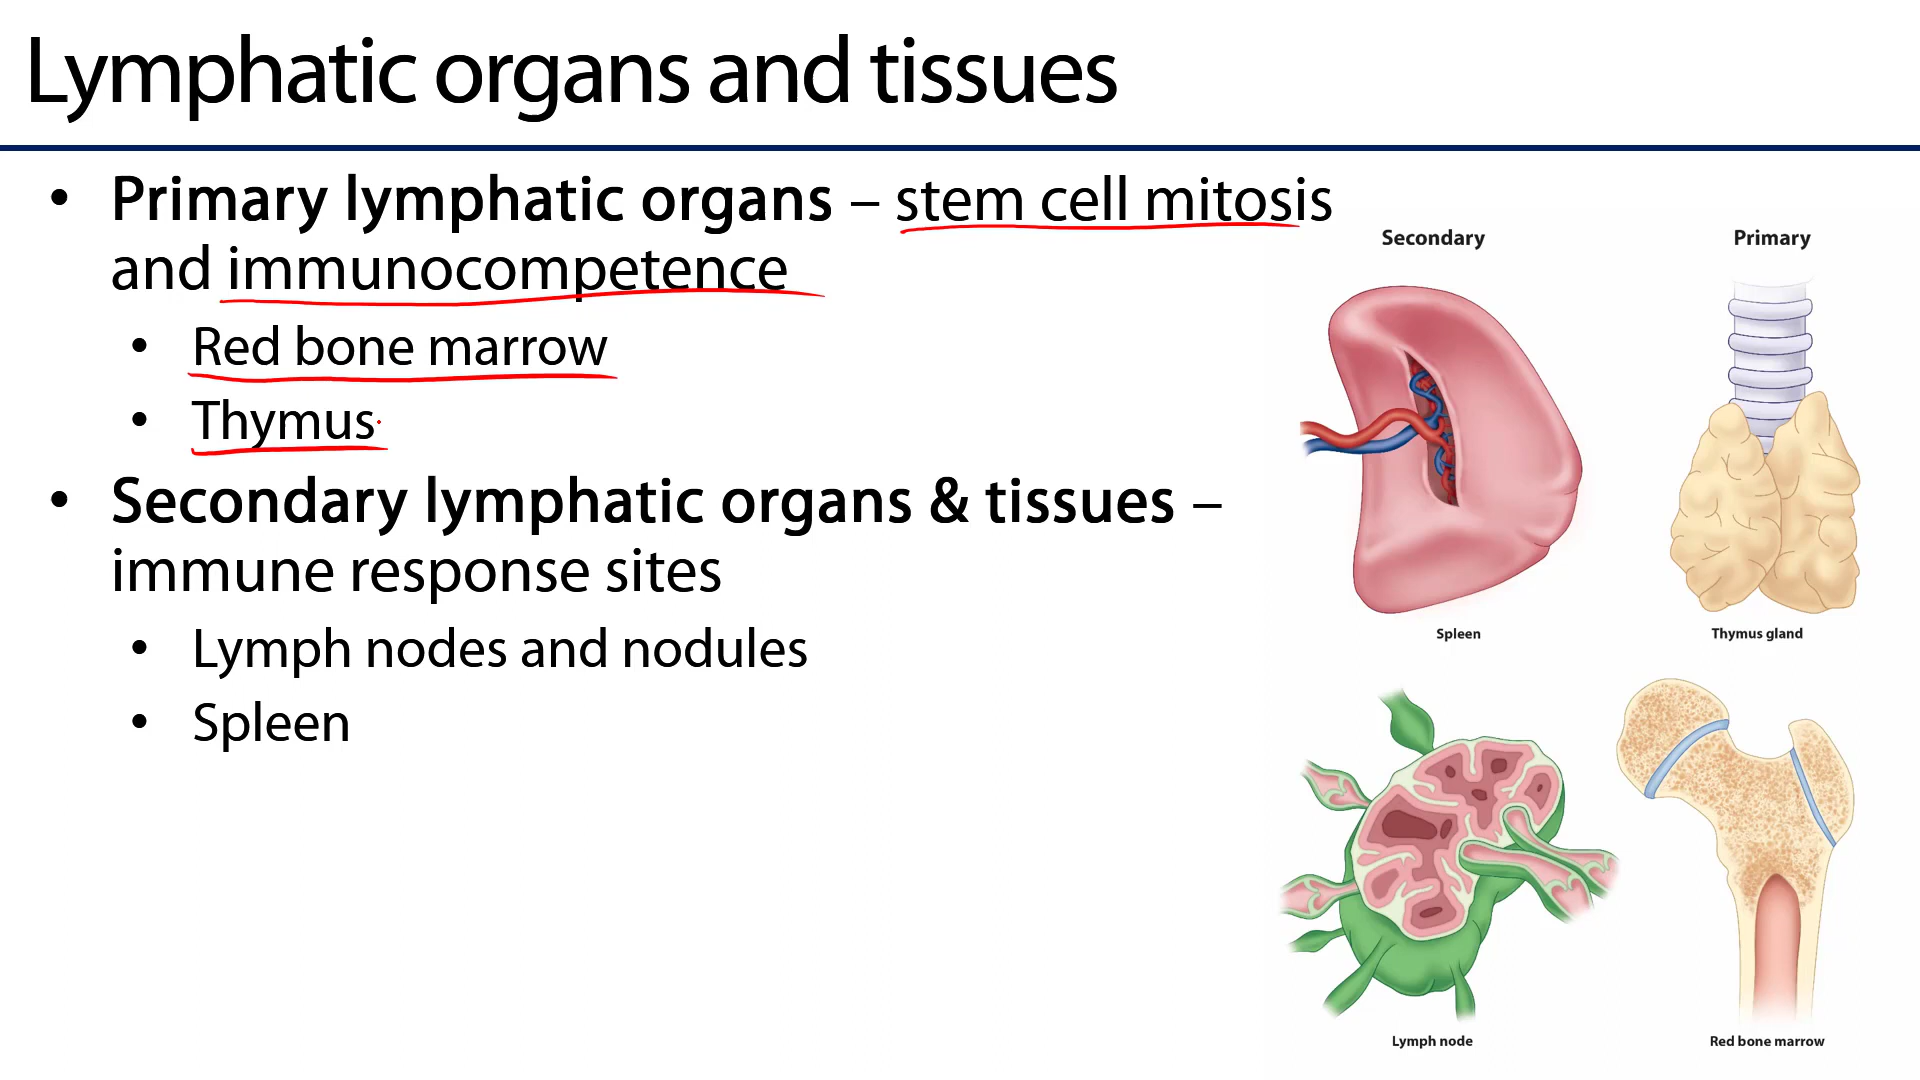 Lymphatic organs and tissues
• Primary lymphatic organs – stem cell mitosis
and immunocompetence
• Red bone marrow
• Thymus
• Secondary lymphatic organs & tissues –
immune response sites
• Lymph nodes and nodules
• Spleen
Secondary
Primary
Spleen
Thymus gland
Lymph node
Red bone marrow